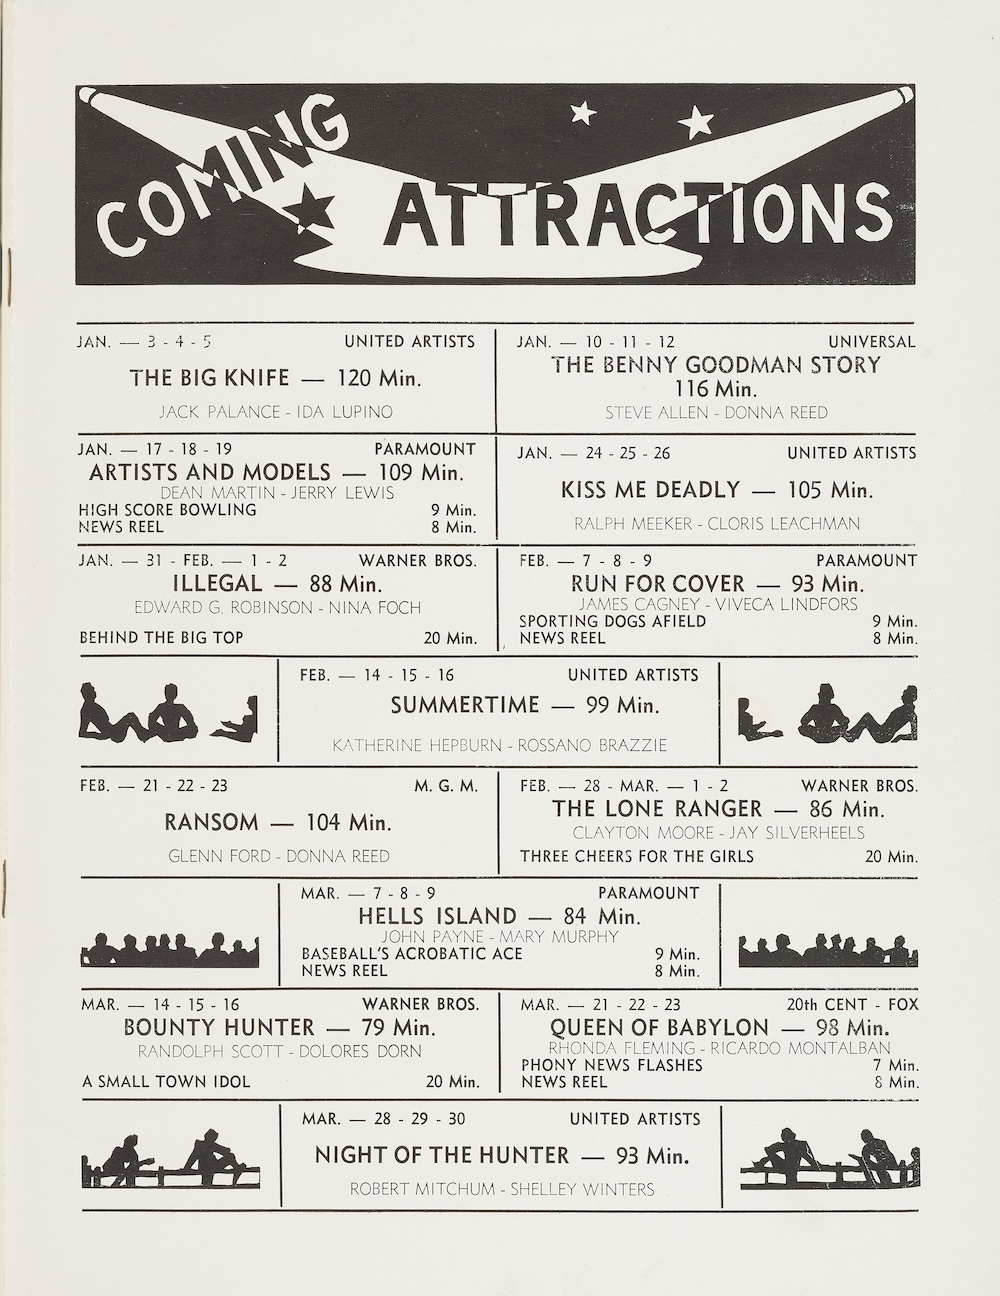 COMING
ATTRACTIONS
JAN. — 3 - 4 - 5 UNITED ARTISTS
THE BIG KNIFE — 120 Min.
JACK PALANCE - IDA LUPINO
JAN. — 10 - 11 - 12 UNIVERSAL
THE BENNY GOODMAN STORY
116 Min.
STEVE ALLEN - DONNA REED
JAN. — 17 - 18 - 19 PARAMOUNT
ARTISTS AND MODELS — 109 Min.
DEAN MARTIN - JERRY LEWIS
HIGH SCORE BOWLING 9 Min.
NEWS REEL 8 Min.
JAN. — 24 - 25 - 26 UNITED ARTISTS
KISS ME DEADLY — 105 Min.
RALPH MEEKER - CLORIS LEACHMAN
JAN. — 31 - FEB. — 1 - 2 WARNER BROS.
ILLEGAL — 88 Min.
EDWARD G. ROBINSON - NINA FOCH
BEHIND THE BIG TOP 20 Min.
FEB. — 7 - 8 - 9 PARAMOUNT
RUN FOR COVER — 93 Min.
JAMES CAGNEY - VIVECA LINDFORS
SPORTING DOGS AFIELD 9 Min.
NEWS REEL 8 Min.
FEB. — 14 - 15 - 16 UNITED ARTISTS
SUMMERTIME — 99 Min.
KATHERINE HEPBURN - ROSSANO BRAZZIE
FEB. — 21 - 22 - 23 M. G. M.
RANSOM — 104 Min.
GLENN FORD - DONNA REED
FEB. — 28 - MAR. — 1 - 2 WARNER BROS.
THE LONE RANGER — 86 Min.
CLAYTON MOORE - JAY SILVERHEELS
THREE CHEERS FOR THE GIRLS 20 Min.
MAR. — 7 - 8 - 9 PARAMOUNT
HELLS ISLAND — 84 Min.
JOHN PAYNE - MARY MURPHY
BASEBALL'S ACROBATIC ACE 9 Min.
NEWS REEL 8 Min.
MAR. — 14 - 15 - 16 WARNER BROS.
BOUNTY HUNTER — 79 Min.
RANDOLPH SCOTT - DOLORES DORN
A SMALL TOWN IDOL 20 Min.
MAR. — 21 - 22 - 23 20th CENT - FOX
QUEEN OF BABYLON — 98 Min.
RHONDA FLEMING - RICARDO MONTALBAN
PHONY NEWS FLASHES 7 Min.
NEWS REEL 8 Min.
MAR. — 28 - 29 - 30 UNITED ARTISTS
NIGHT OF THE HUNTER — 93 Min.
ROBERT MITCHUM - SHELLEY WINTERS